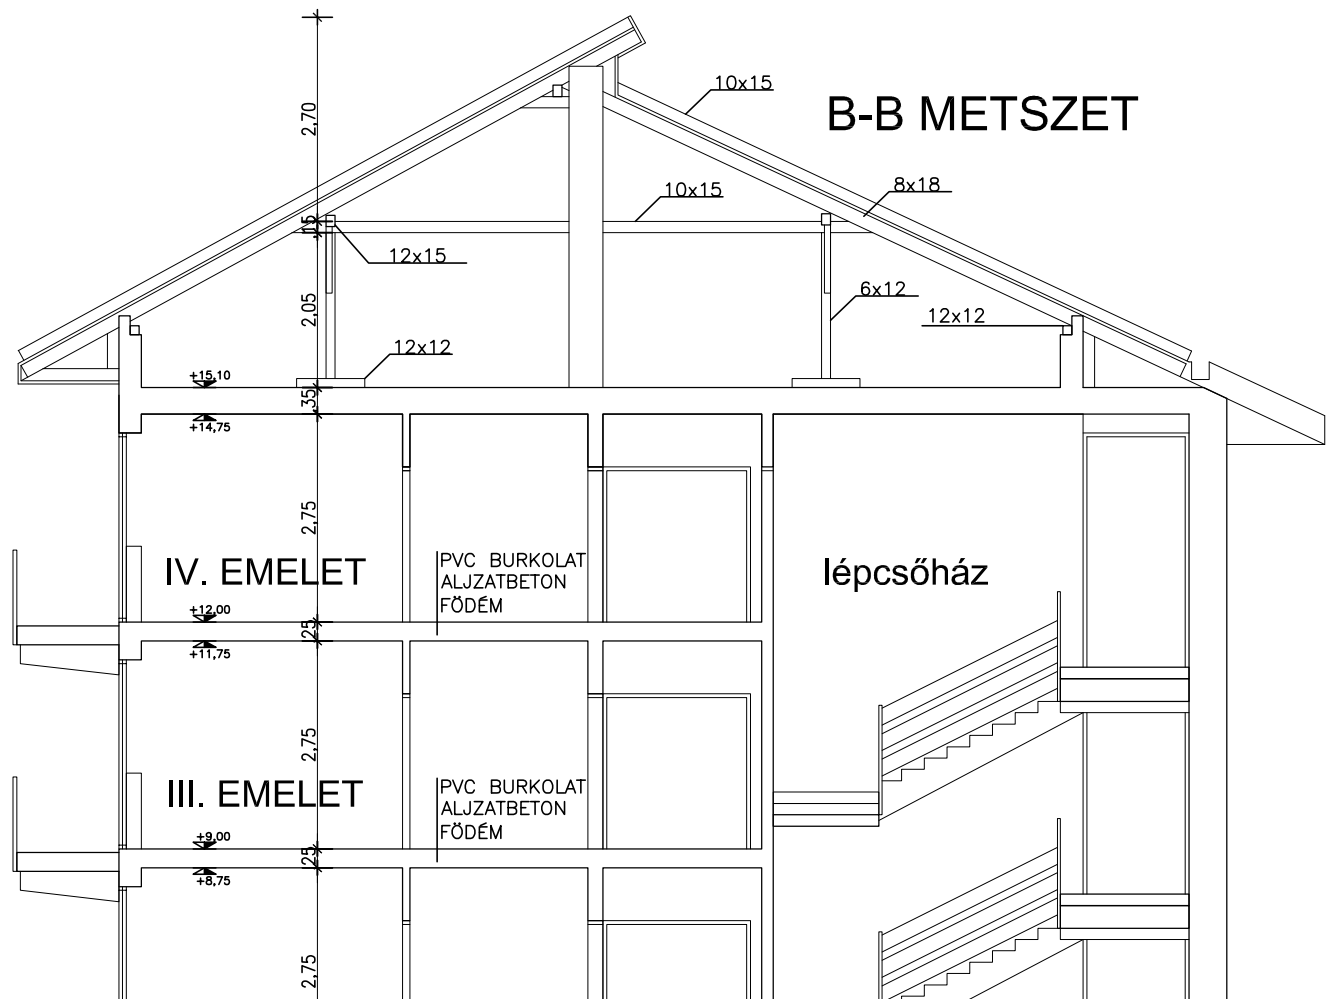 10x15
B-B METSZET
2,70
10x15
8x18
,15
12x15
6x12
2,05
12x12
12x12
+15,10
,35
+14,75
2,75
IV. EMELET
PVC BURKOLAT
ALJZATBETON
FÖDÉM
lépcsőház
+12,00
,25
+11,75
2,75
III. EMELET
PVC BURKOLAT
ALJZATBETON
FÖDÉM
+9,00
,25
+8,75
2,75